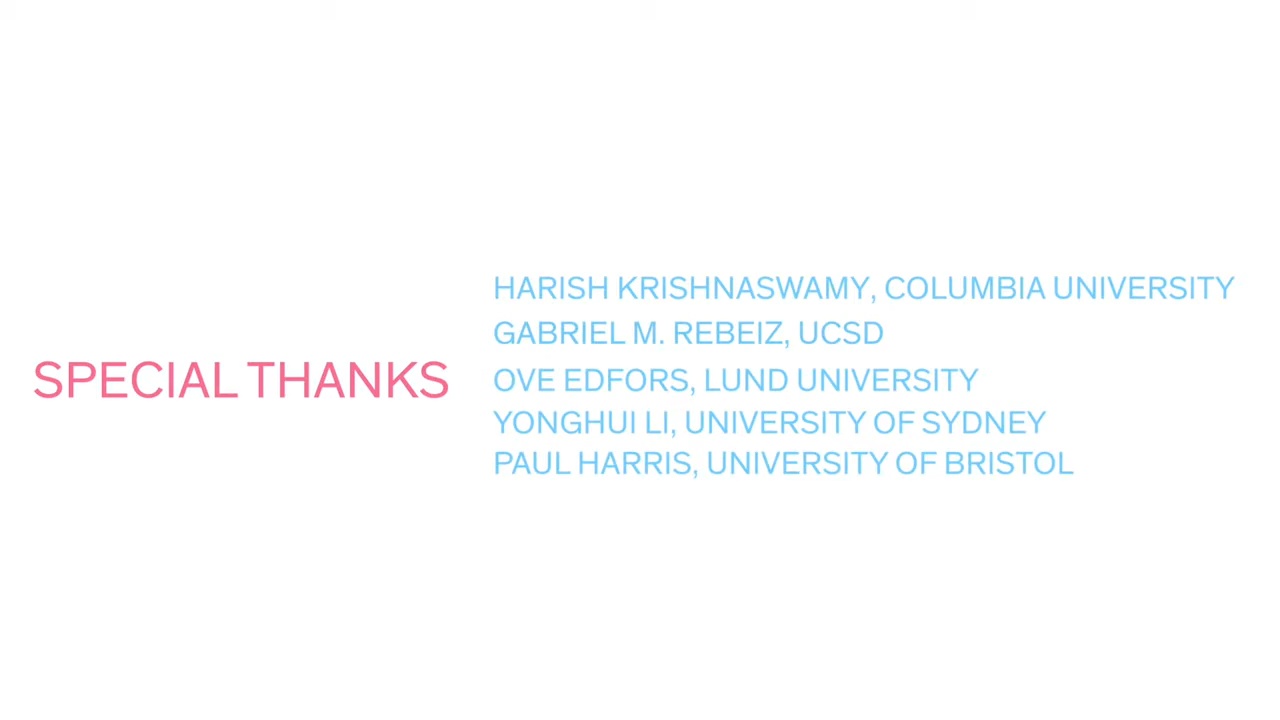 SPECIAL THANKS
HARISH KRISHNASWAMY, COLUMBIA UNIVERSITY
GABRIEL M. REBEIZ, UCSD
OVE EDFORS, LUND UNIVERSITY
YONGHUI LI, UNIVERSITY OF SYDNEY
PAUL HARRIS, UNIVERSITY OF BRISTOL